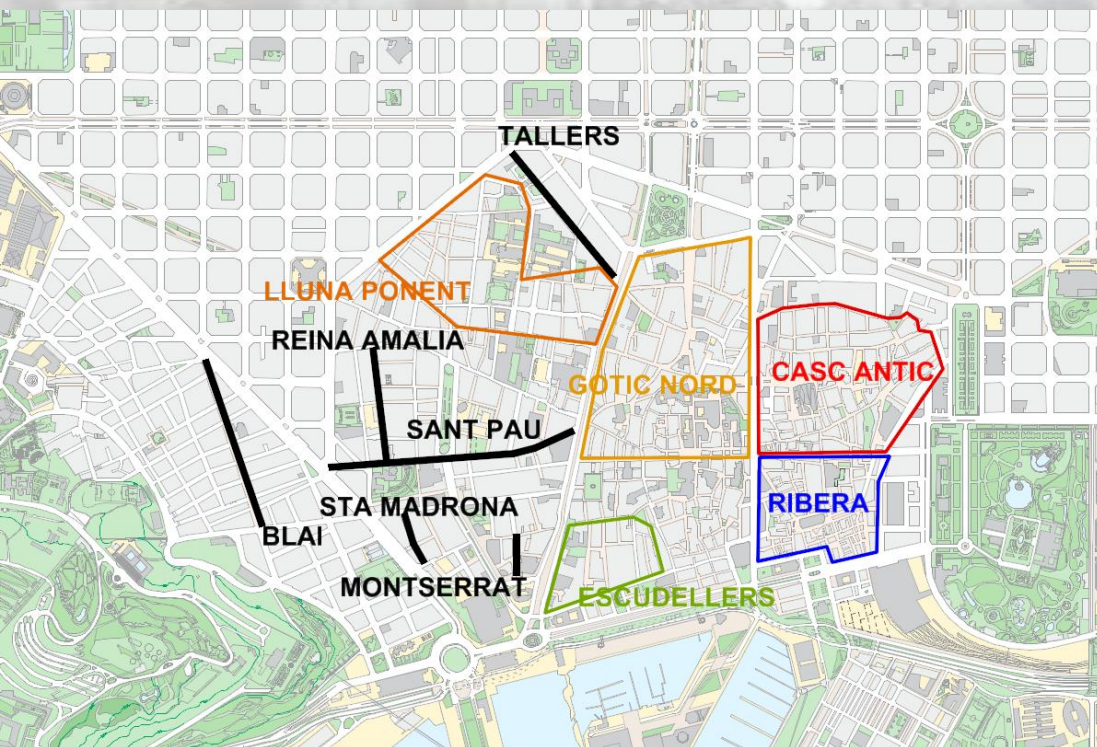 TALLERS
LLUNA PONENT
REINA AMALIA
GOTIC NORD
CASC ANTIC
SANT PAU
STA MADRONA
RIBERA
BLAI
MONTSERRAT
ESCUDELLERS